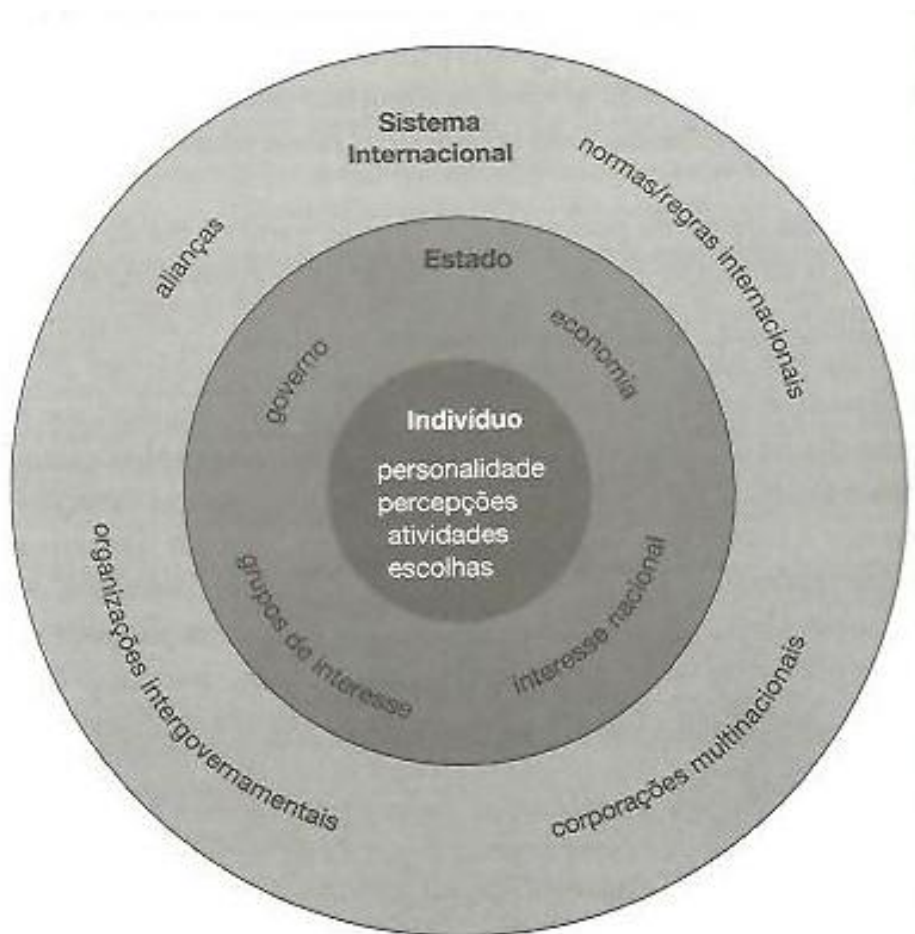 Sistema
Internacional
normas/regras internacionais
alianças
Estado
governo
economia
Indivíduo
personalidade
percepções
atividades
escolhas
grupos de interesse
interesse nacional
organizações intergovernamentais
corporações multinacionais